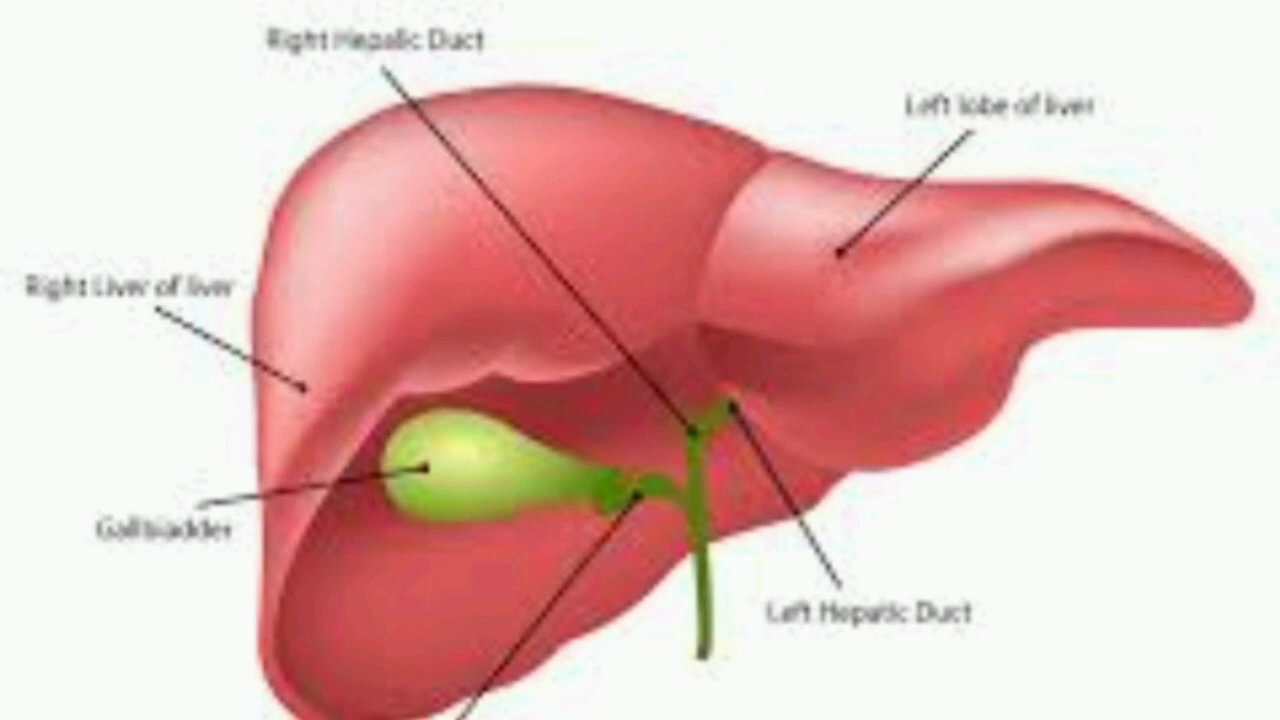 Right Hepatic Duct
Left lobe of liver
Right Liver of liver
Gallbladder
Left Hepatic Duct